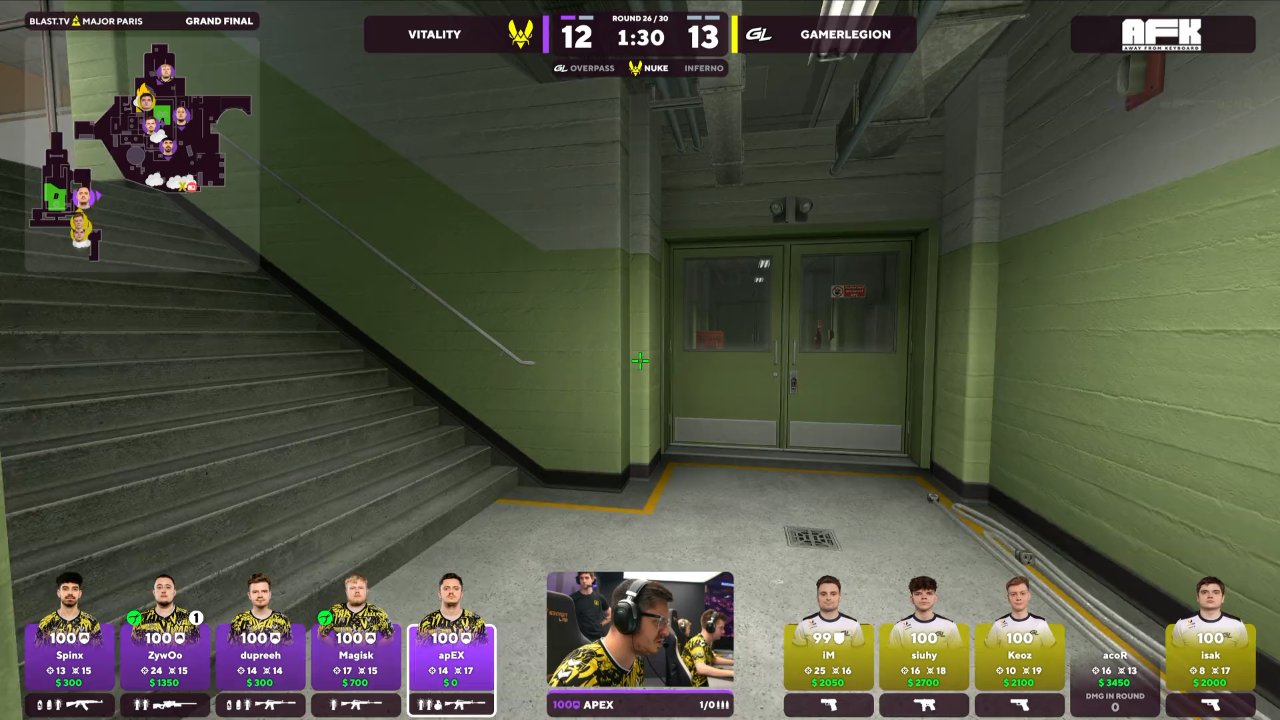 BLAST.TV MAJOR PARIS GRAND FINAL
VITALITY 12 ROUND 26 / 30 1:30 13 GL GAMERLEGION
AFK
AWAY FROM KEYBOARD
GL OVERPASS NUKE INFERNO
100 100 100 100 100
Spinx ZywOo dupreeh Magisk apEX
13 15 24 15 14 14 17 15 14 17
$300 $1350 $300 $700 $0
1
100 APEX 1/0
99 100 100 100
iM siuhy Keoz acoR isak
25 16 16 18 10 19 16 13 8 17
$2050 $2700 $2100 $3450 $2000
DMG IN ROUND
0